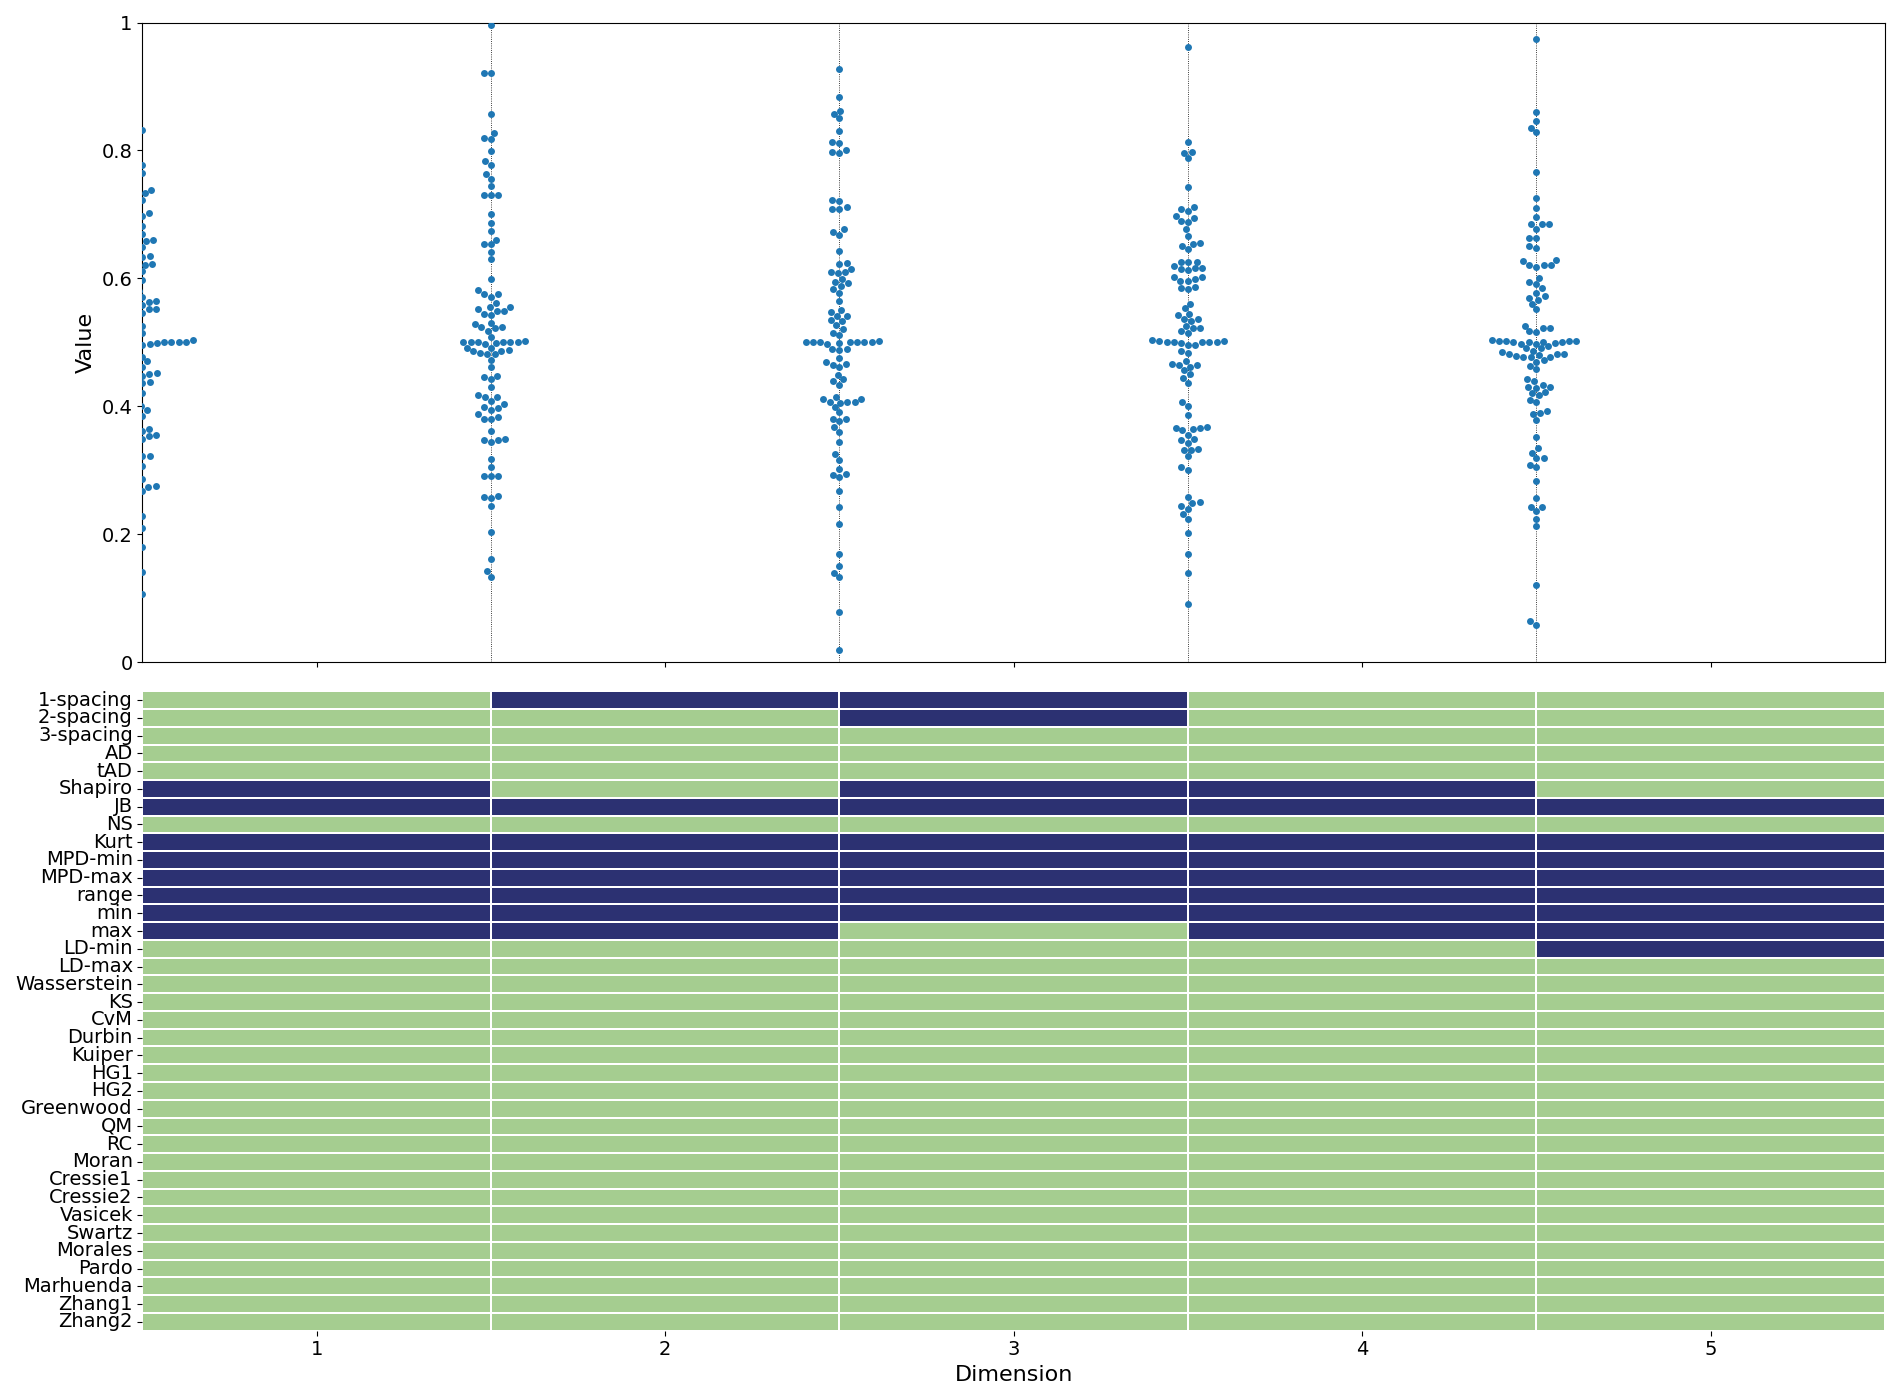 1
0.8
0.6
Value
0.4
0.2
0
1-spacing
2-spacing
3-spacing
AD
tAD
Shapiro
JB
NS
Kurt
MPD-min
MPD-max
range
min
max
LD-min
LD-max
Wasserstein
KS
CvM
Durbin
Kuiper
HG1
HG2
Greenwood
QM
RC
Moran
Cressie1
Cressie2
Vasicek
Swartz
Morales
Pardo
Marhuenda
Zhang1
Zhang2
1 2 3 4 5
Dimension